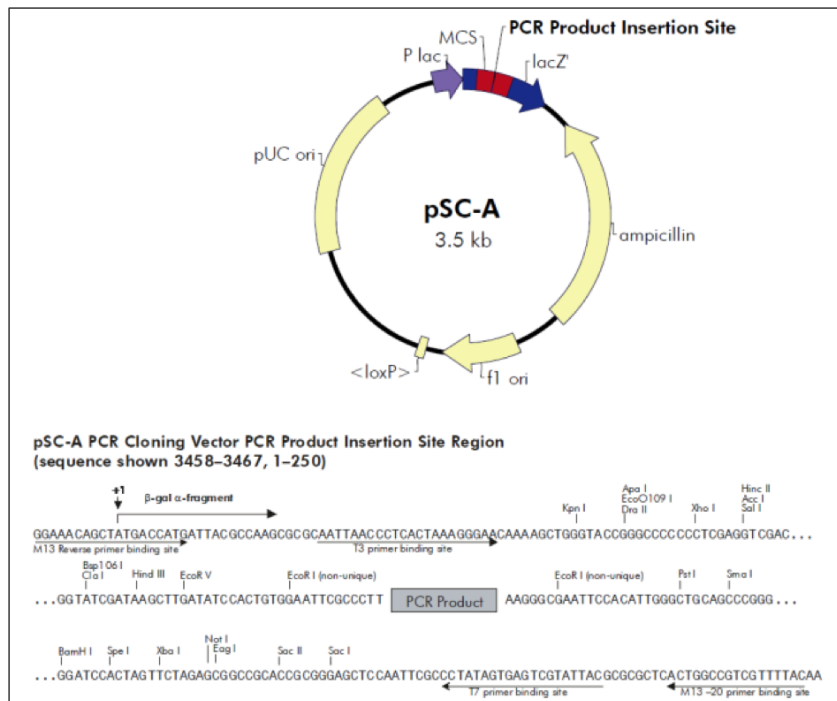 PCR Product Insertion Site
MCS
P lac
lacZ'
pUC ori
pSC-A
3.5 kb
ampicillin
<loxP>
f1 ori
pSC-A PCR Cloning Vector PCR Product Insertion Site Region
(sequence shown 3458–3467, 1–250)
+1
β-gal α-fragment
Kpn I
Apa I
EcoO109 I
Dra II
Xho I
Hinc II
Acc I
Sal I
GGAAACAGCTATGACCATGATTACGCCAAGCGCGCAATTAACCCTCACTAAAGGGAACAAAAGCTGGGTACCGGGCCCCCCCTCGAGGTCGAC...
M13 Reverse primer binding site
T3 primer binding site
Bsp106 I
Cla I
Hind III
EcoR V
EcoR I (non-unique)
EcoR I (non-unique)
Pst I
Sma I
...GGTATCGATAAGCTTGATATCCACTGTGGAATTCGCCCTT
PCR Product
AAGGGCGAATTCCACATTGGGCTGCAGCCCGGG...
BamH I
Spe I
Xba I
Not I
Eag I
Sac II
Sac I
...GGATCCACTAGTTCTAGAGCGGCCGCACCGCGGGAGCTCCAATTCGCCCTATAGTGAGTCGTATTACGCGCGCTCACTGGCCGTCGTTTTACAA
T7 primer binding site
M13 –20 primer binding site